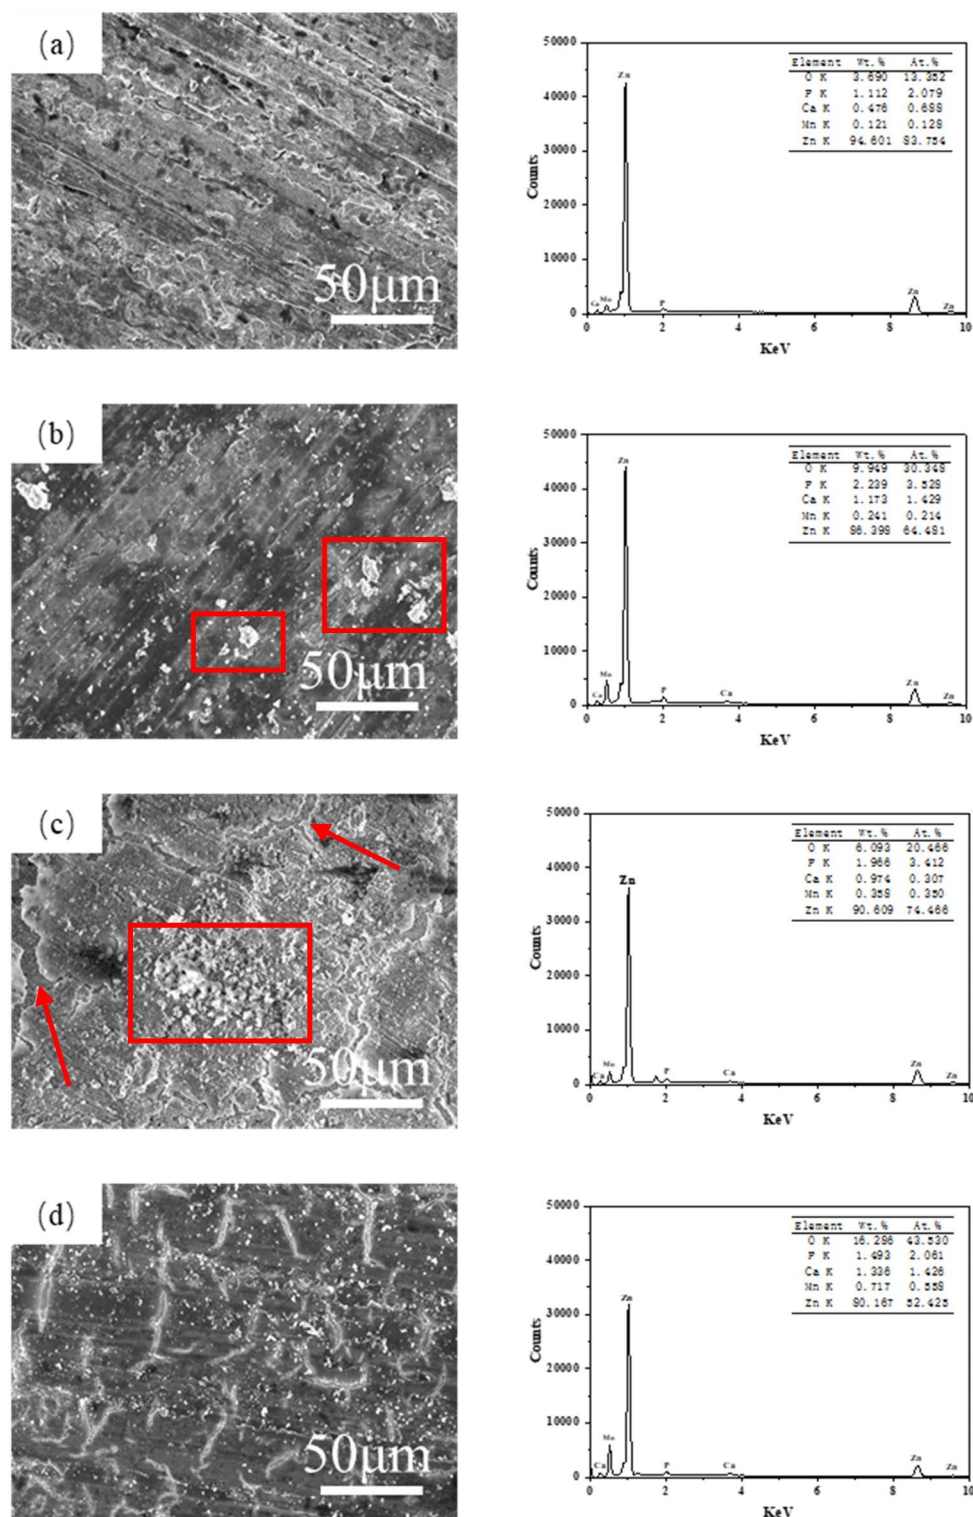 (a)
50μm
50000
40000
30000
20000
10000
0
Counts
Zn
Ca
Mn
P
Zn
Zn
Element Wt.% At.%
O K 3.690 13.352
P K 1.112 2.079
Ca K 0.476 0.688
Mn K 0.121 0.128
Zn K 94.601 83.754
0 2 4 6 8 10
KeV
(b)
50μm
50000
40000
30000
20000
10000
0
Counts
Zn
Ca
Mn
P
Ca
Zn
Zn
Element Wt.% At.%
O K 9.949 30.348
P K 2.239 3.528
Ca K 1.173 1.429
Mn K 0.241 0.214
Zn K 86.398 64.481
0 2 4 6 8 10
KeV
(c)
50μm
50000
40000
30000
20000
10000
0
Counts
Zn
Ca
Mn
P
Ca
Zn
Zn
Element Wt.% At.%
O K 6.093 20.466
P K 1.966 3.412
Ca K 0.974 0.307
Mn K 0.358 0.350
Zn K 90.609 74.466
0 2 4 6 8 10
KeV
(d)
50μm
50000
40000
30000
20000
10000
0
Counts
Zn
Ca
Mn
P
Ca
Zn
Zn
Element Wt.% At.%
O K 16.286 43.530
P K 1.493 2.061
Ca K 1.336 1.426
Mn K 0.717 0.558
Zn K 80.167 52.425
0 2 4 6 8 10
KeV